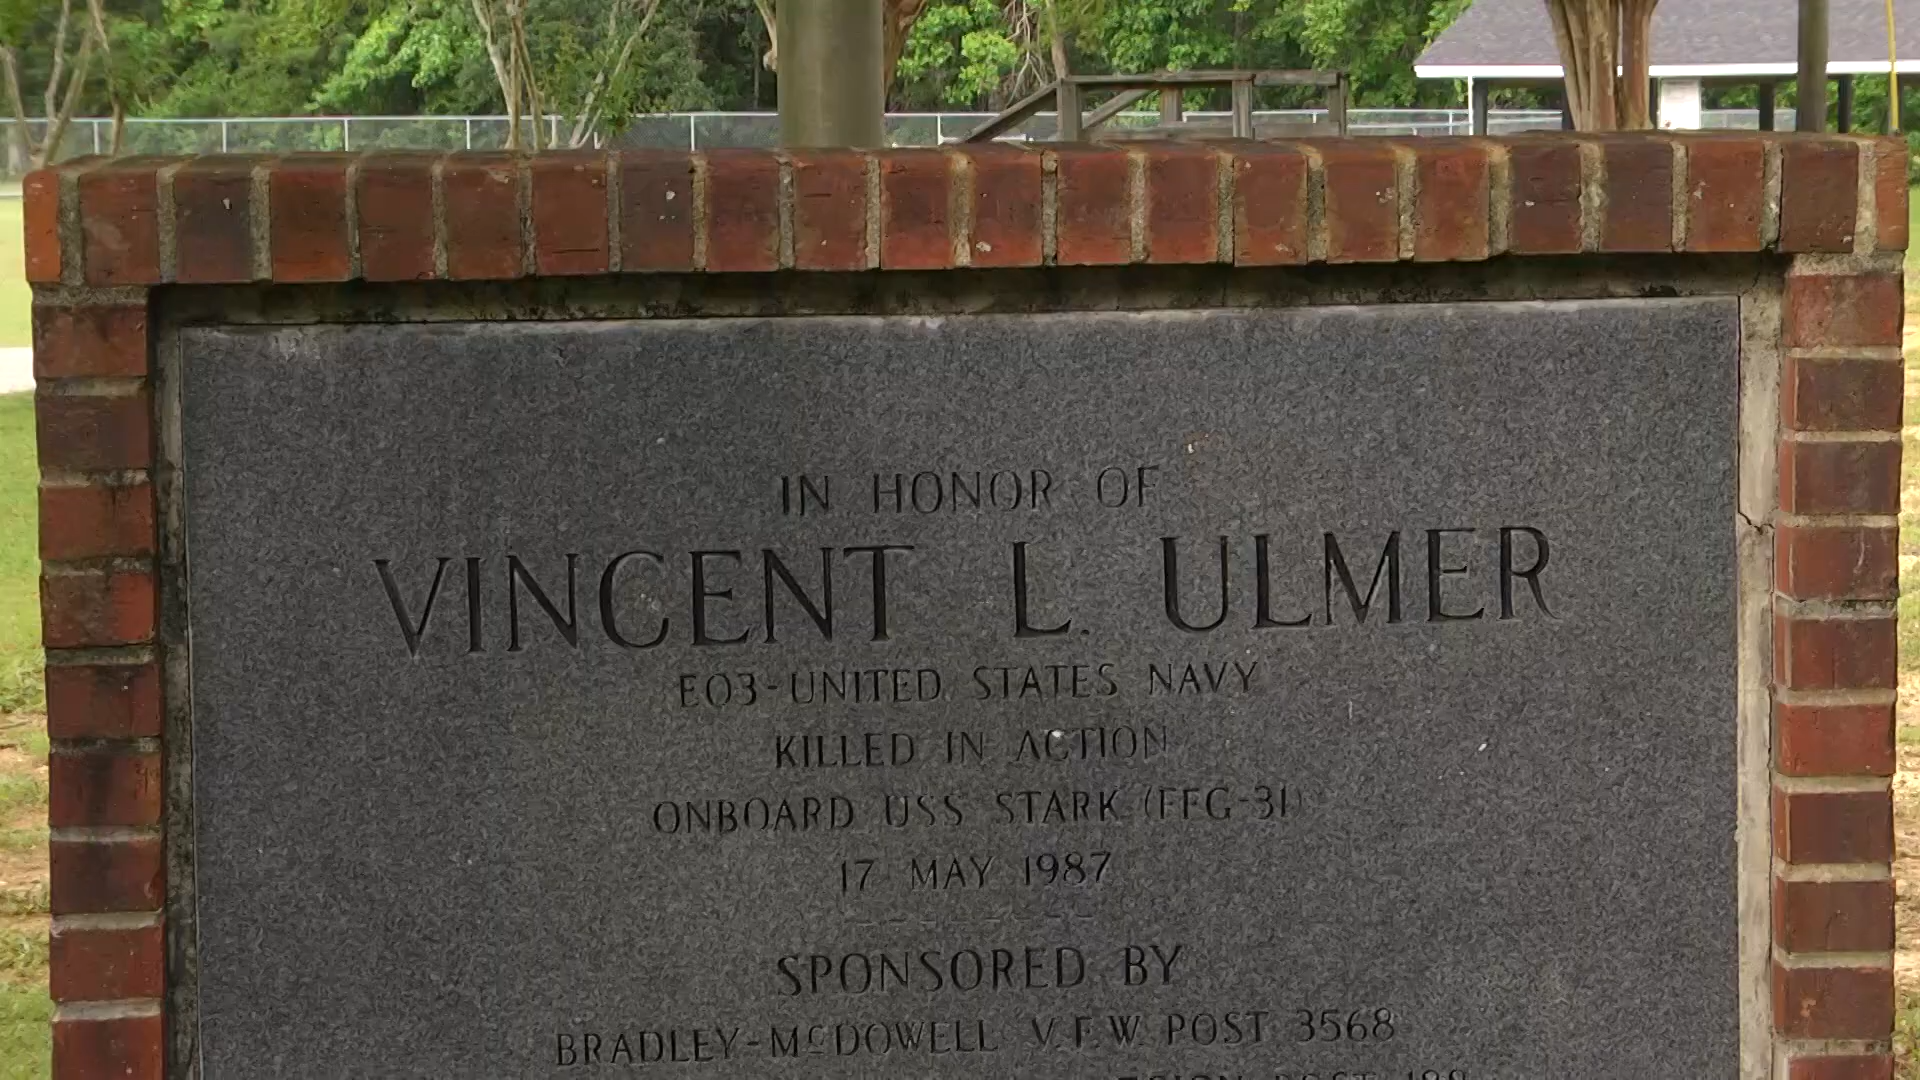 IN HONOR OF
VINCENT L. ULMER
EO3-UNITED STATES NAVY
KILLED IN ACTION
ONBOARD USS STARK (FFG-31)
17 MAY 1987
SPONSORED BY
BRADLEY-McDOWELL V.F.W. POST 3568
POST